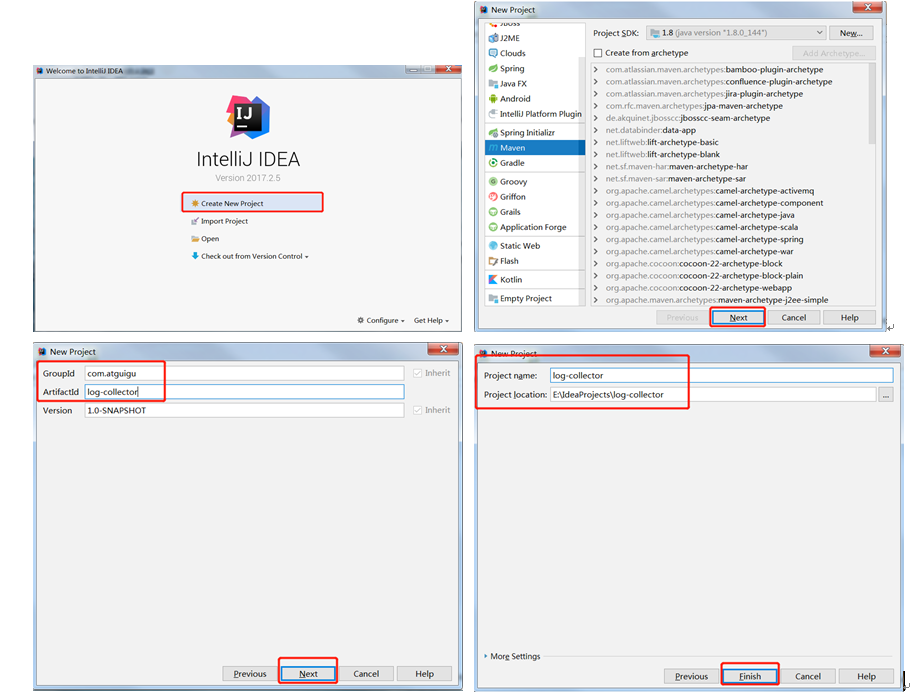 Welcome to IntelliJ IDEA
IntelliJ IDEA
Version 2017.2.5
Create New Project
Import Project
Open
Check out from Version Control
Configure
Get Help
New Project
JBoss
J2ME
Clouds
Spring
Java FX
Android
IntelliJ Platform Plugin
Spring Initializr
Maven
Gradle
Groovy
Griffon
Grails
Application Forge
Static Web
Flash
Kotlin
Empty Project
Project SDK: 1.8 (java version "1.8.0_144") New...
Create from archetype Add Archetype...
com.atlassian.maven.archetypes:bamboo-plugin-archetype
com.atlassian.maven.archetypes:confluence-plugin-archetype
com.atlassian.maven.archetypes:jira-plugin-archetype
com.rfc.maven.archetypes:jpa-maven-archetype
de.akquinet.jbosscc:jbosscc-seam-archetype
net.databinder:data-app
net.liftweb:lift-archetype-basic
net.liftweb:lift-archetype-blank
net.sf.maven-har:maven-archetype-har
net.sf.maven-sar:maven-archetype-sar
org.apache.camel.archetypes:camel-archetype-activemq
org.apache.camel.archetypes:camel-archetype-component
org.apache.camel.archetypes:camel-archetype-java
org.apache.camel.archetypes:camel-archetype-scala
org.apache.camel.archetypes:camel-archetype-spring
org.apache.camel.archetypes:camel-archetype-war
org.apache.cocoon:cocoon-22-archetype-block
org.apache.cocoon:cocoon-22-archetype-block-plain
org.apache.cocoon:cocoon-22-archetype-webapp
org.apache.maven.archetypes:maven-archetype-j2ee-simple
Previous Next Cancel Help
New Project
GroupId com.atguigu Inherit
ArtifactId log-collector
Version 1.0-SNAPSHOT Inherit
Previous Next Cancel Help
New Project
Project name: log-collector
Project location: E:\IdeaProjects\log-collector ...
More Settings
Previous Finish Cancel Help